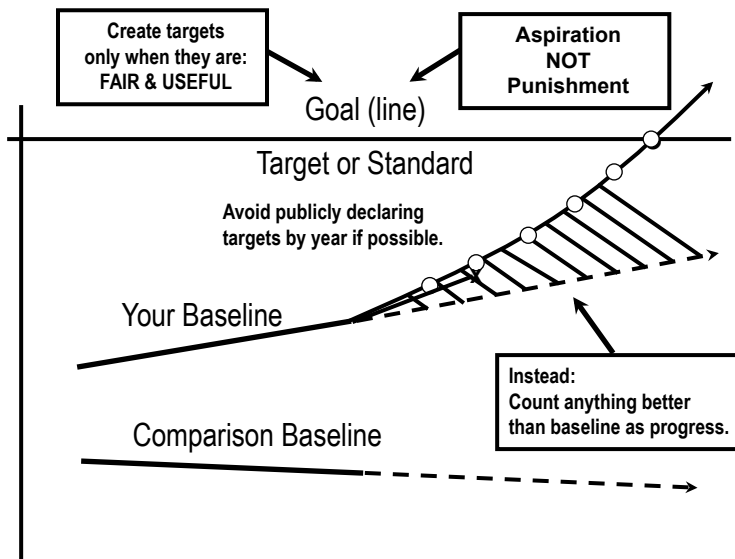 Create targets
only when they are:
FAIR & USEFUL
Aspiration
NOT
Punishment
Goal (line)
Target or Standard
Avoid publicly declaring
targets by year if possible.
Your Baseline
Instead:
Count anything better
than baseline as progress.
Comparison Baseline